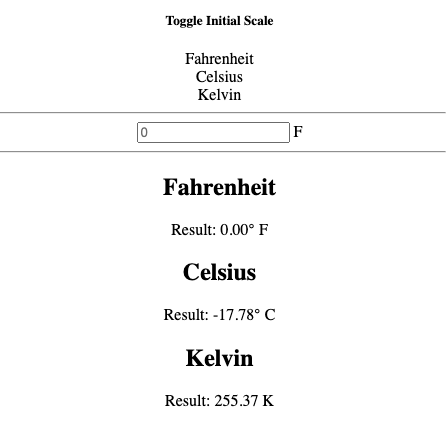 Toggle Initial Scale
Fahrenheit
Celsius
Kelvin
0 F
Fahrenheit
Result: 0.00° F
Celsius
Result: -17.78° C
Kelvin
Result: 255.37 K